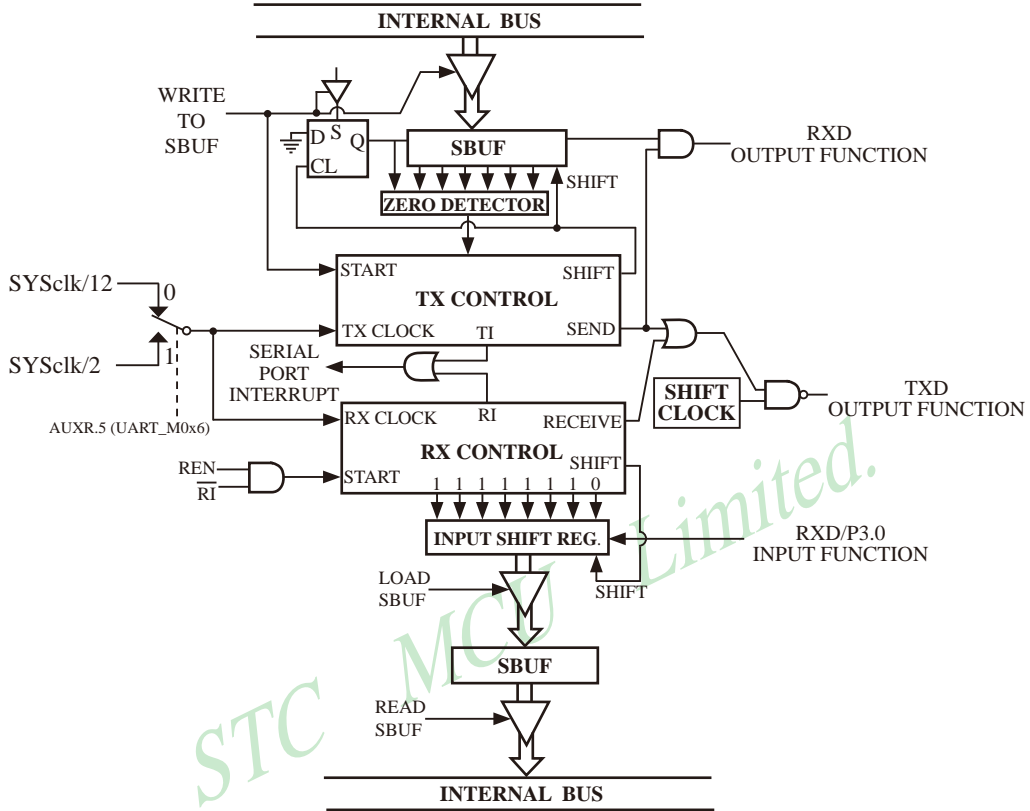 INTERNAL BUS
WRITE
TO
SBUF
D
S
Q
CL
SBUF
SHIFT
RXD
OUTPUT FUNCTION
ZERO DETECTOR
START
SHIFT
TX CONTROL
SYSclk/12
0
TX CLOCK
TI
SEND
SYSclk/2
1
SERIAL
PORT
INTERRUPT
SHIFT
CLOCK
TXD
OUTPUT FUNCTION
RX CLOCK
RI
RECEIVE
AUXR.5 (UART_M0x6)
RX CONTROL
SHIFT
REN
RI
START
1 1 1 1 1 1 1 0
INPUT SHIFT REG.
RXD/P3.0
INPUT FUNCTION
LOAD
SBUF
SHIFT
SBUF
READ
SBUF
INTERNAL BUS
STC MCU Limited.